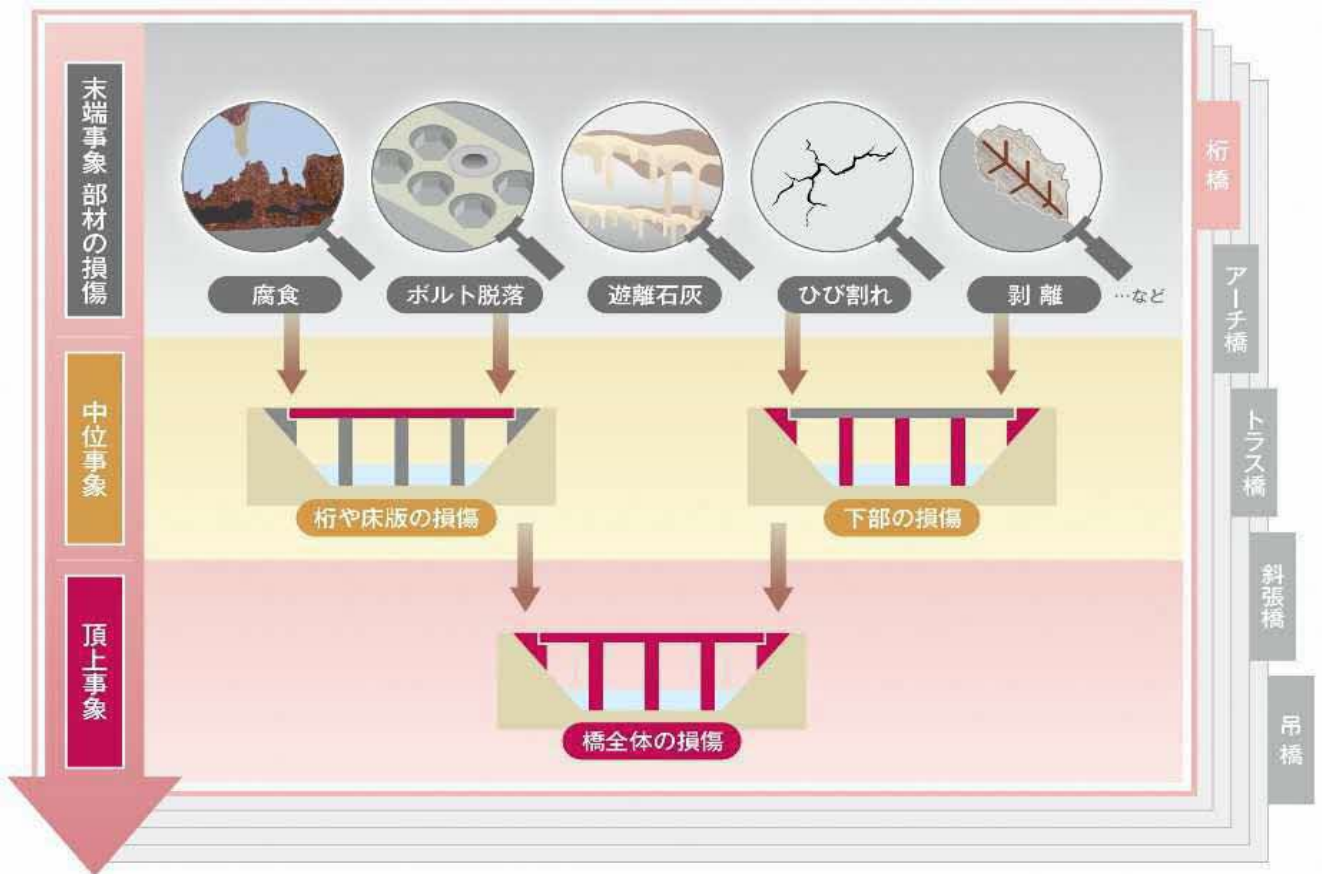 末端事象 部材の損傷
腐食
ボルト脱落
遊離石灰
ひび割れ
剥 離
…など
中位事象
桁や床版の損傷
下部の損傷
頂上事象
橋全体の損傷
桁橋
アーチ橋
トラス橋
斜張橋
吊橋